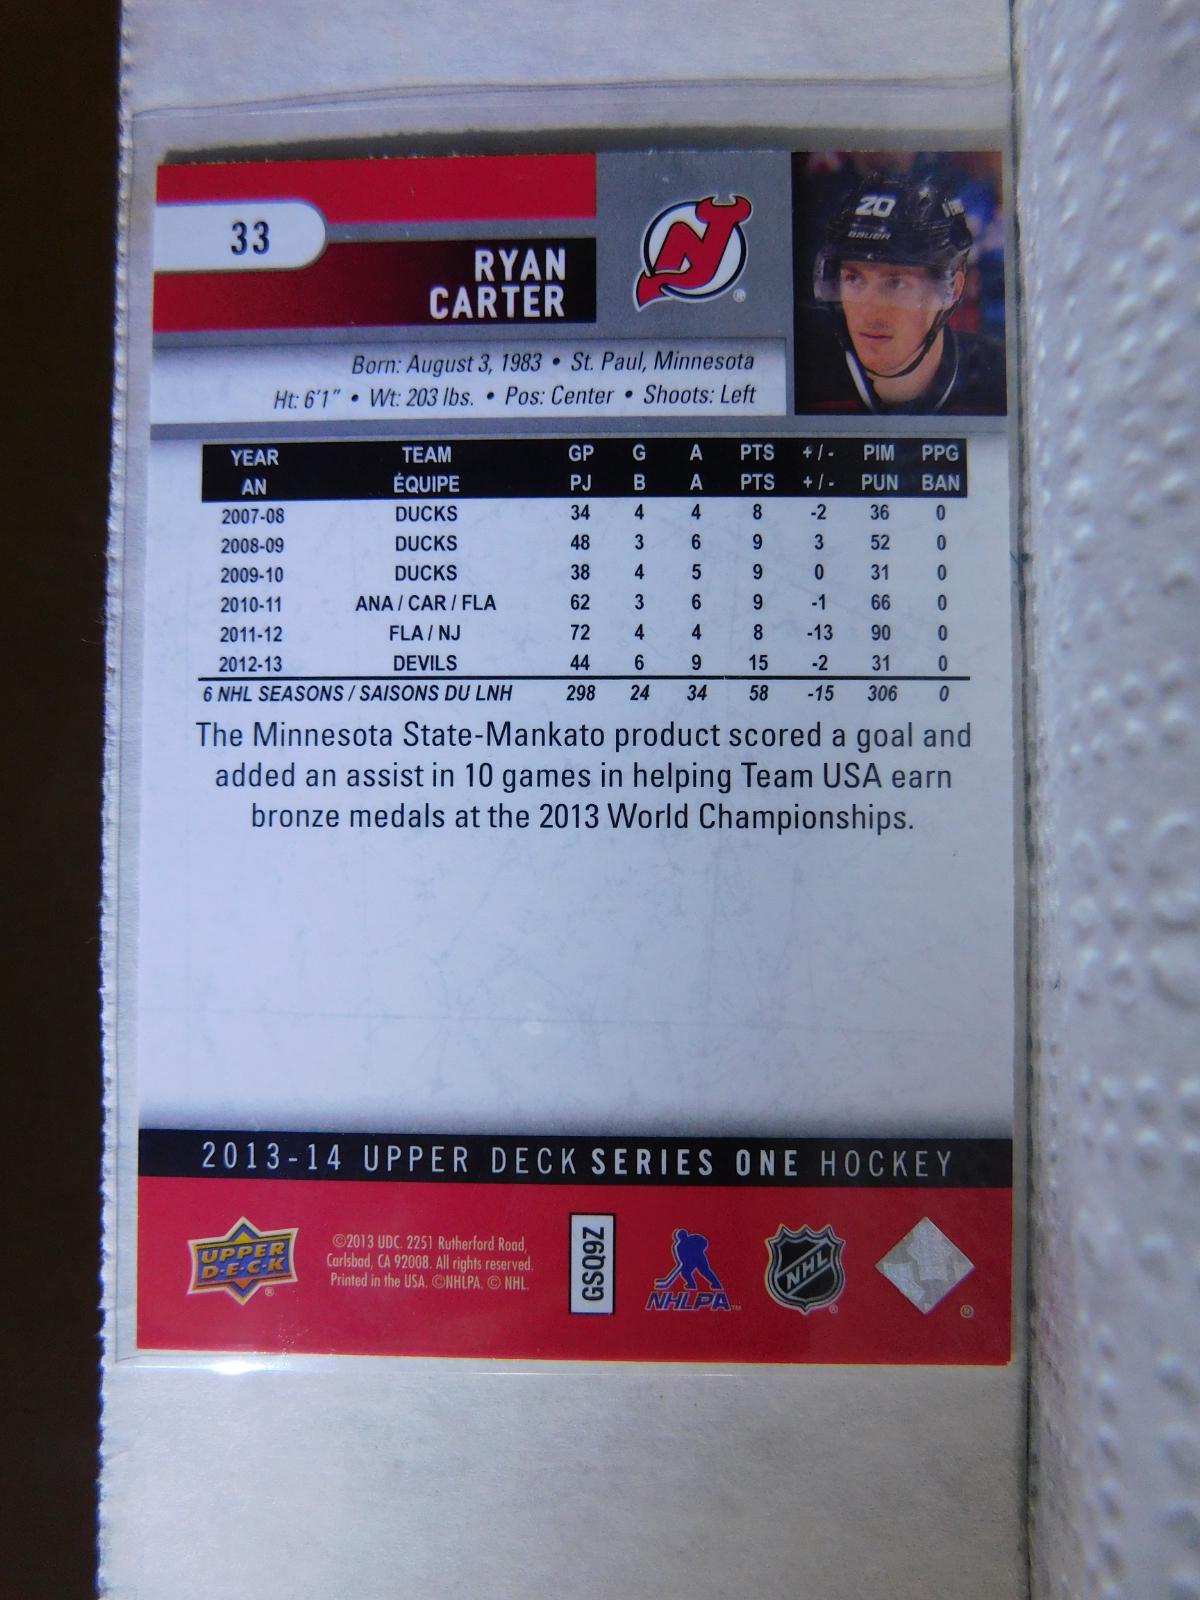 33
RYAN
CARTER
20
BAUER
Born: August 3, 1983 • St. Paul, Minnesota
Ht: 6'1" • Wt: 203 lbs. • Pos: Center • Shoots: Left
YEAR TEAM GP G A PTS +/- PIM PPG
AN ÉQUIPE PJ B A PTS +/- PUN BAN
2007-08 DUCKS 34 4 4 8 -2 36 0
2008-09 DUCKS 48 3 6 9 3 52 0
2009-10 DUCKS 38 4 5 9 0 31 0
2010-11 ANA / CAR / FLA 62 3 6 9 -1 66 0
2011-12 FLA / NJ 72 4 4 8 -13 90 0
2012-13 DEVILS 44 6 9 15 -2 31 0
6 NHL SEASONS / SAISONS DU LNH 298 24 34 58 -15 306 0
The Minnesota State-Mankato product scored a goal and
added an assist in 10 games in helping Team USA earn
bronze medals at the 2013 World Championships.
2013-14 UPPER DECK SERIES ONE HOCKEY
UPPER
D•E•C•K
®
©2013 UDC. 2251 Rutherford Road,
Carlsbad, CA 92008. All rights reserved.
Printed in the USA. ©NHLPA. © NHL.
GSQ9Z
NHLPA™
NHL
®
®